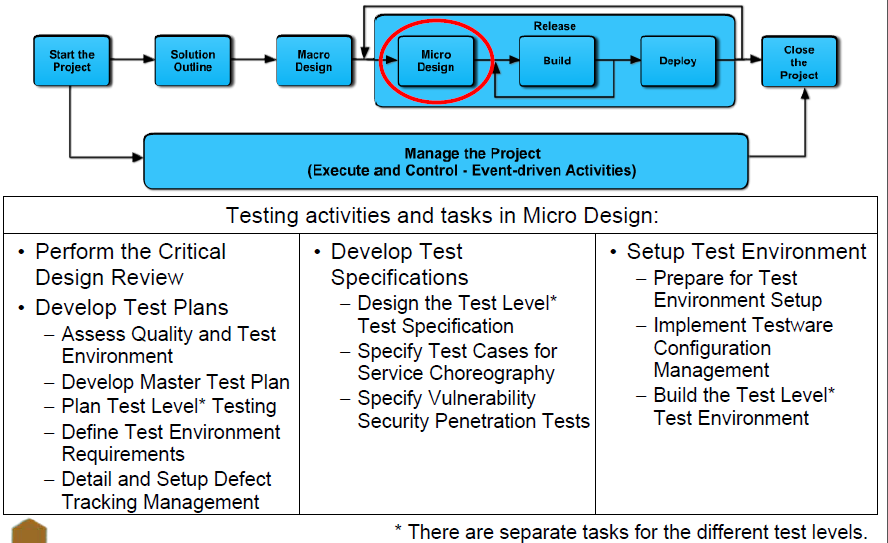 Release
Start the
Project
Solution
Outline
Macro
Design
Micro
Design
Build
Deploy
Close
the
Project
Manage the Project
(Execute and Control - Event-driven Activities)
Testing activities and tasks in Micro Design:
• Perform the Critical
Design Review
• Develop Test Plans
– Assess Quality and Test
Environment
– Develop Master Test Plan
– Plan Test Level* Testing
– Define Test Environment
Requirements
– Detail and Setup Defect
Tracking Management
• Develop Test
Specifications
– Design the Test Level*
Test Specification
– Specify Test Cases for
Service Choreography
– Specify Vulnerability
Security Penetration Tests
• Setup Test Environment
– Prepare for Test
Environment Setup
– Implement Testware
Configuration
Management
– Build the Test Level*
Test Environment
* There are separate tasks for the different test levels.